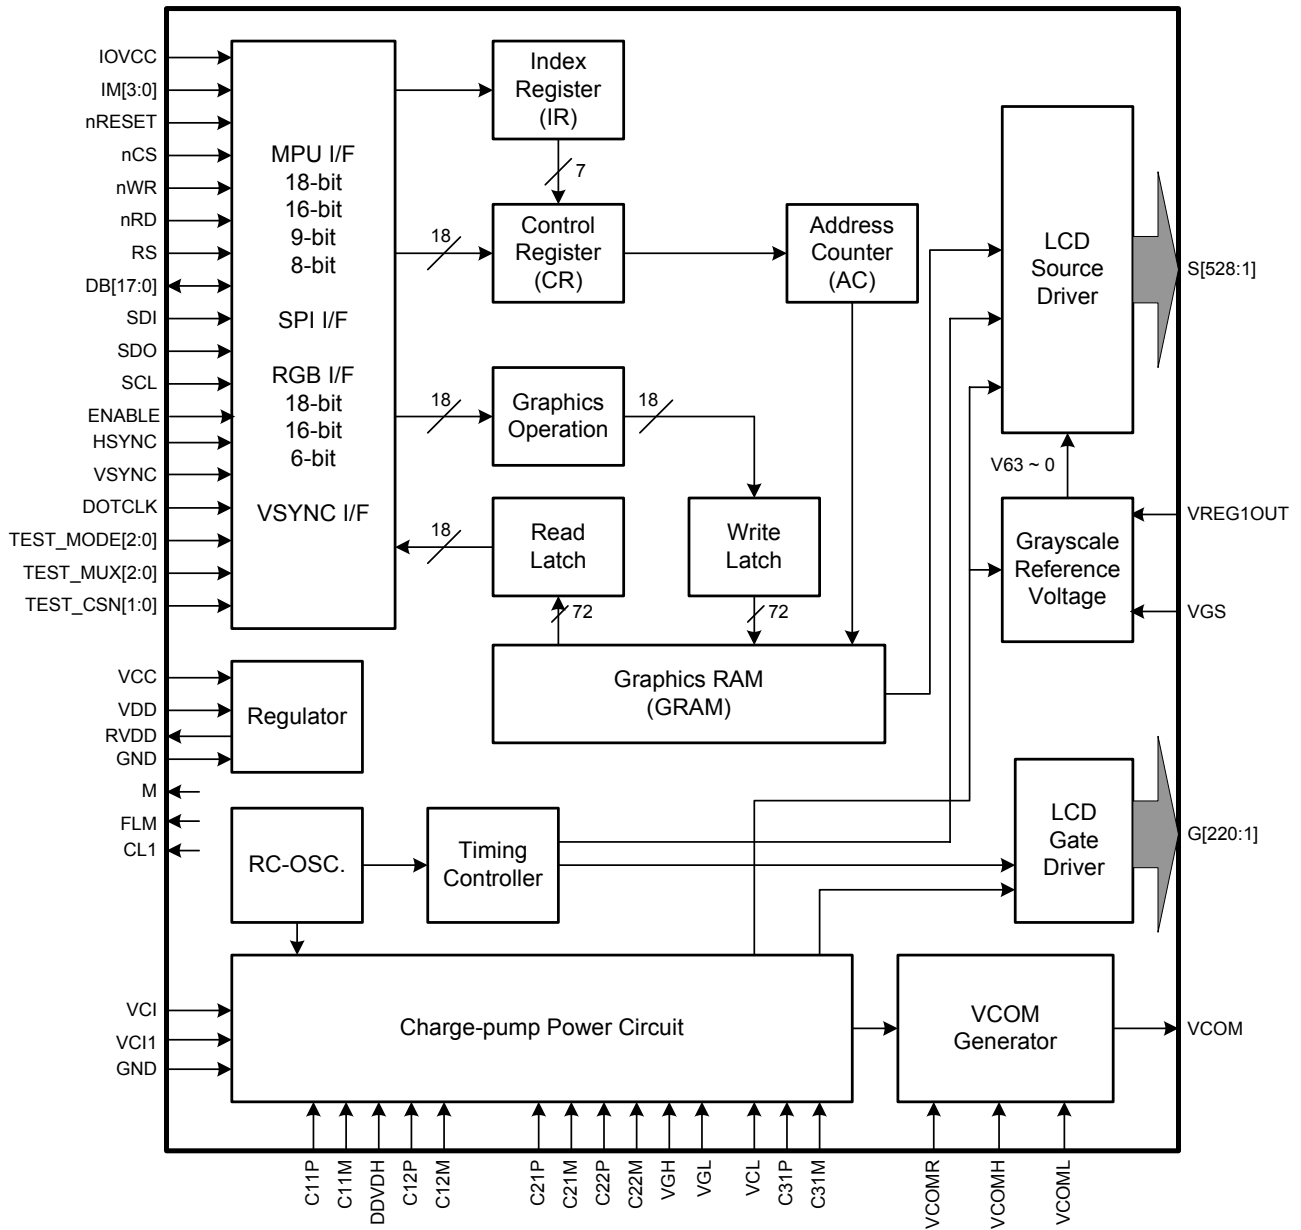 IOVCC
IM[3:0]
nRESET
nCS
nWR
nRD
RS
DB[17:0]
SDI
SDO
SCL
ENABLE
HSYNC
VSYNC
DOTCLK
TEST_MODE[2:0]
TEST_MUX[2:0]
TEST_CSN[1:0]
MPU I/F
18-bit
16-bit
9-bit
8-bit
SPI I/F
RGB I/F
18-bit
16-bit
6-bit
VSYNC I/F
Index
Register
(IR)
7
18
Control
Register
(CR)
Address
Counter
(AC)
18
Graphics
Operation
18
18
Read
Latch
Write
Latch
72
72
Graphics RAM
(GRAM)
LCD
Source
Driver
S[528:1]
V63 ~ 0
Grayscale
Reference
Voltage
VREG1OUT
VGS
VCC
VDD
RVDD
GND
Regulator
M
FLM
CL1
RC-OSC.
Timing
Controller
LCD
Gate
Driver
G[220:1]
VCI
VCI1
GND
Charge-pump Power Circuit
VCOM
Generator
VCOM
C11P
C11M
DDVDH
C12P
C12M
C21P
C21M
C22P
C22M
VGH
VGL
VCL
C31P
C31M
VCOMR
VCOMH
VCOML